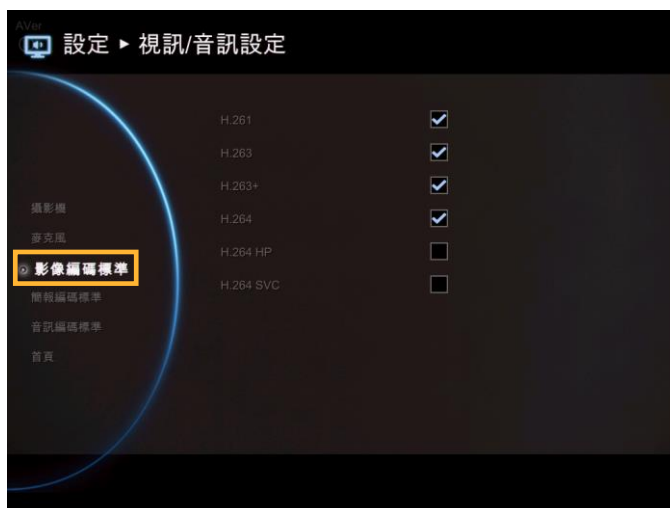 AVer
設定 ▸ 視訊/音訊設定
H.261
H.263
H.263+
攝影機
H.264
麥克風
H.264 HP
影像編碼標準
H.264 SVC
簡報編碼標準
音訊編碼標準
首頁